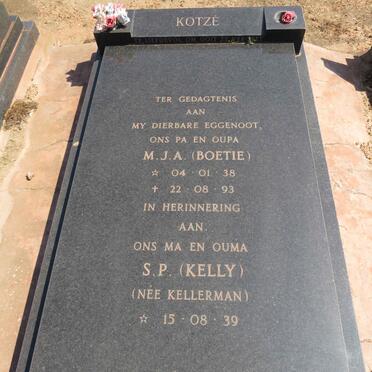 KOTZÉ
TER GEDAGTENIS
AAN
MY DIERBARE EGGENOOT,
ONS PA EN OUPA
M.J.A. (BOETIE)
☆ 04 · 01 · 38
✝ 22 · 08 · 93
IN HERINNERING
AAN.
ONS MA EN OUMA
S.P. (KELLY)
(NÉE KELLERMAN)
☆ 15 · 08 · 39